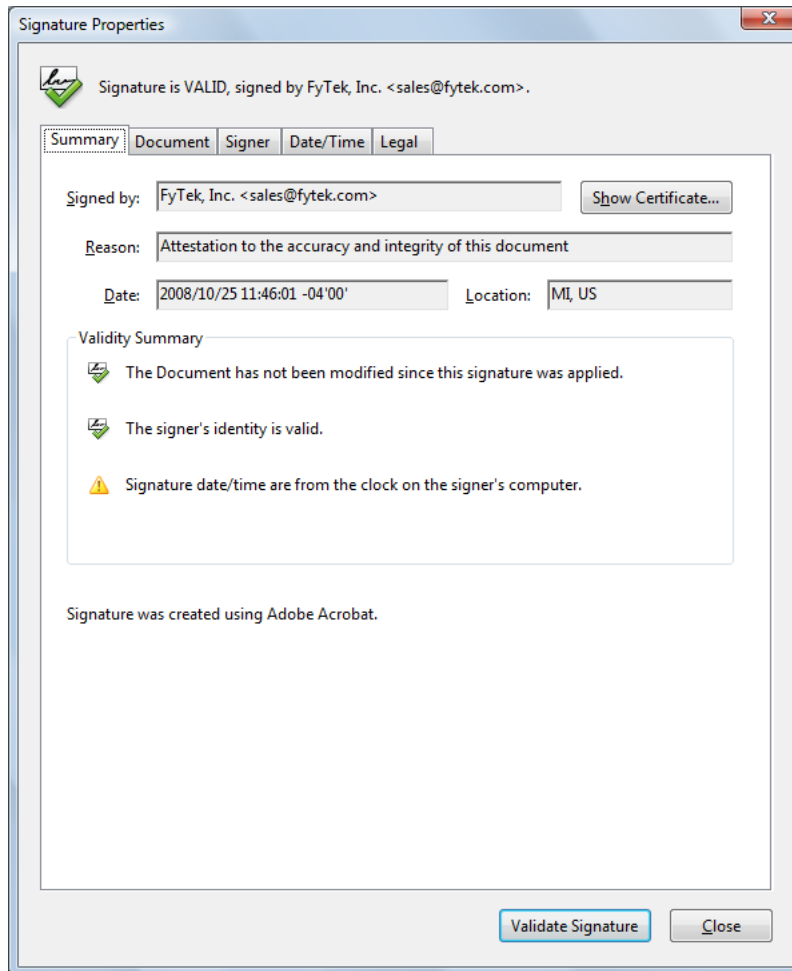 Signature Properties
Signature is VALID, signed by FyTek, Inc. <sales@fytek.com>.
Summary Document Signer Date/Time Legal
Signed by: FyTek, Inc. <sales@fytek.com> Show Certificate...
Reason: Attestation to the accuracy and integrity of this document
Date: 2008/10/25 11:46:01 -04'00' Location: MI, US
Validity Summary
The Document has not been modified since this signature was applied.
The signer's identity is valid.
Signature date/time are from the clock on the signer's computer.
Signature was created using Adobe Acrobat.
Validate Signature Close